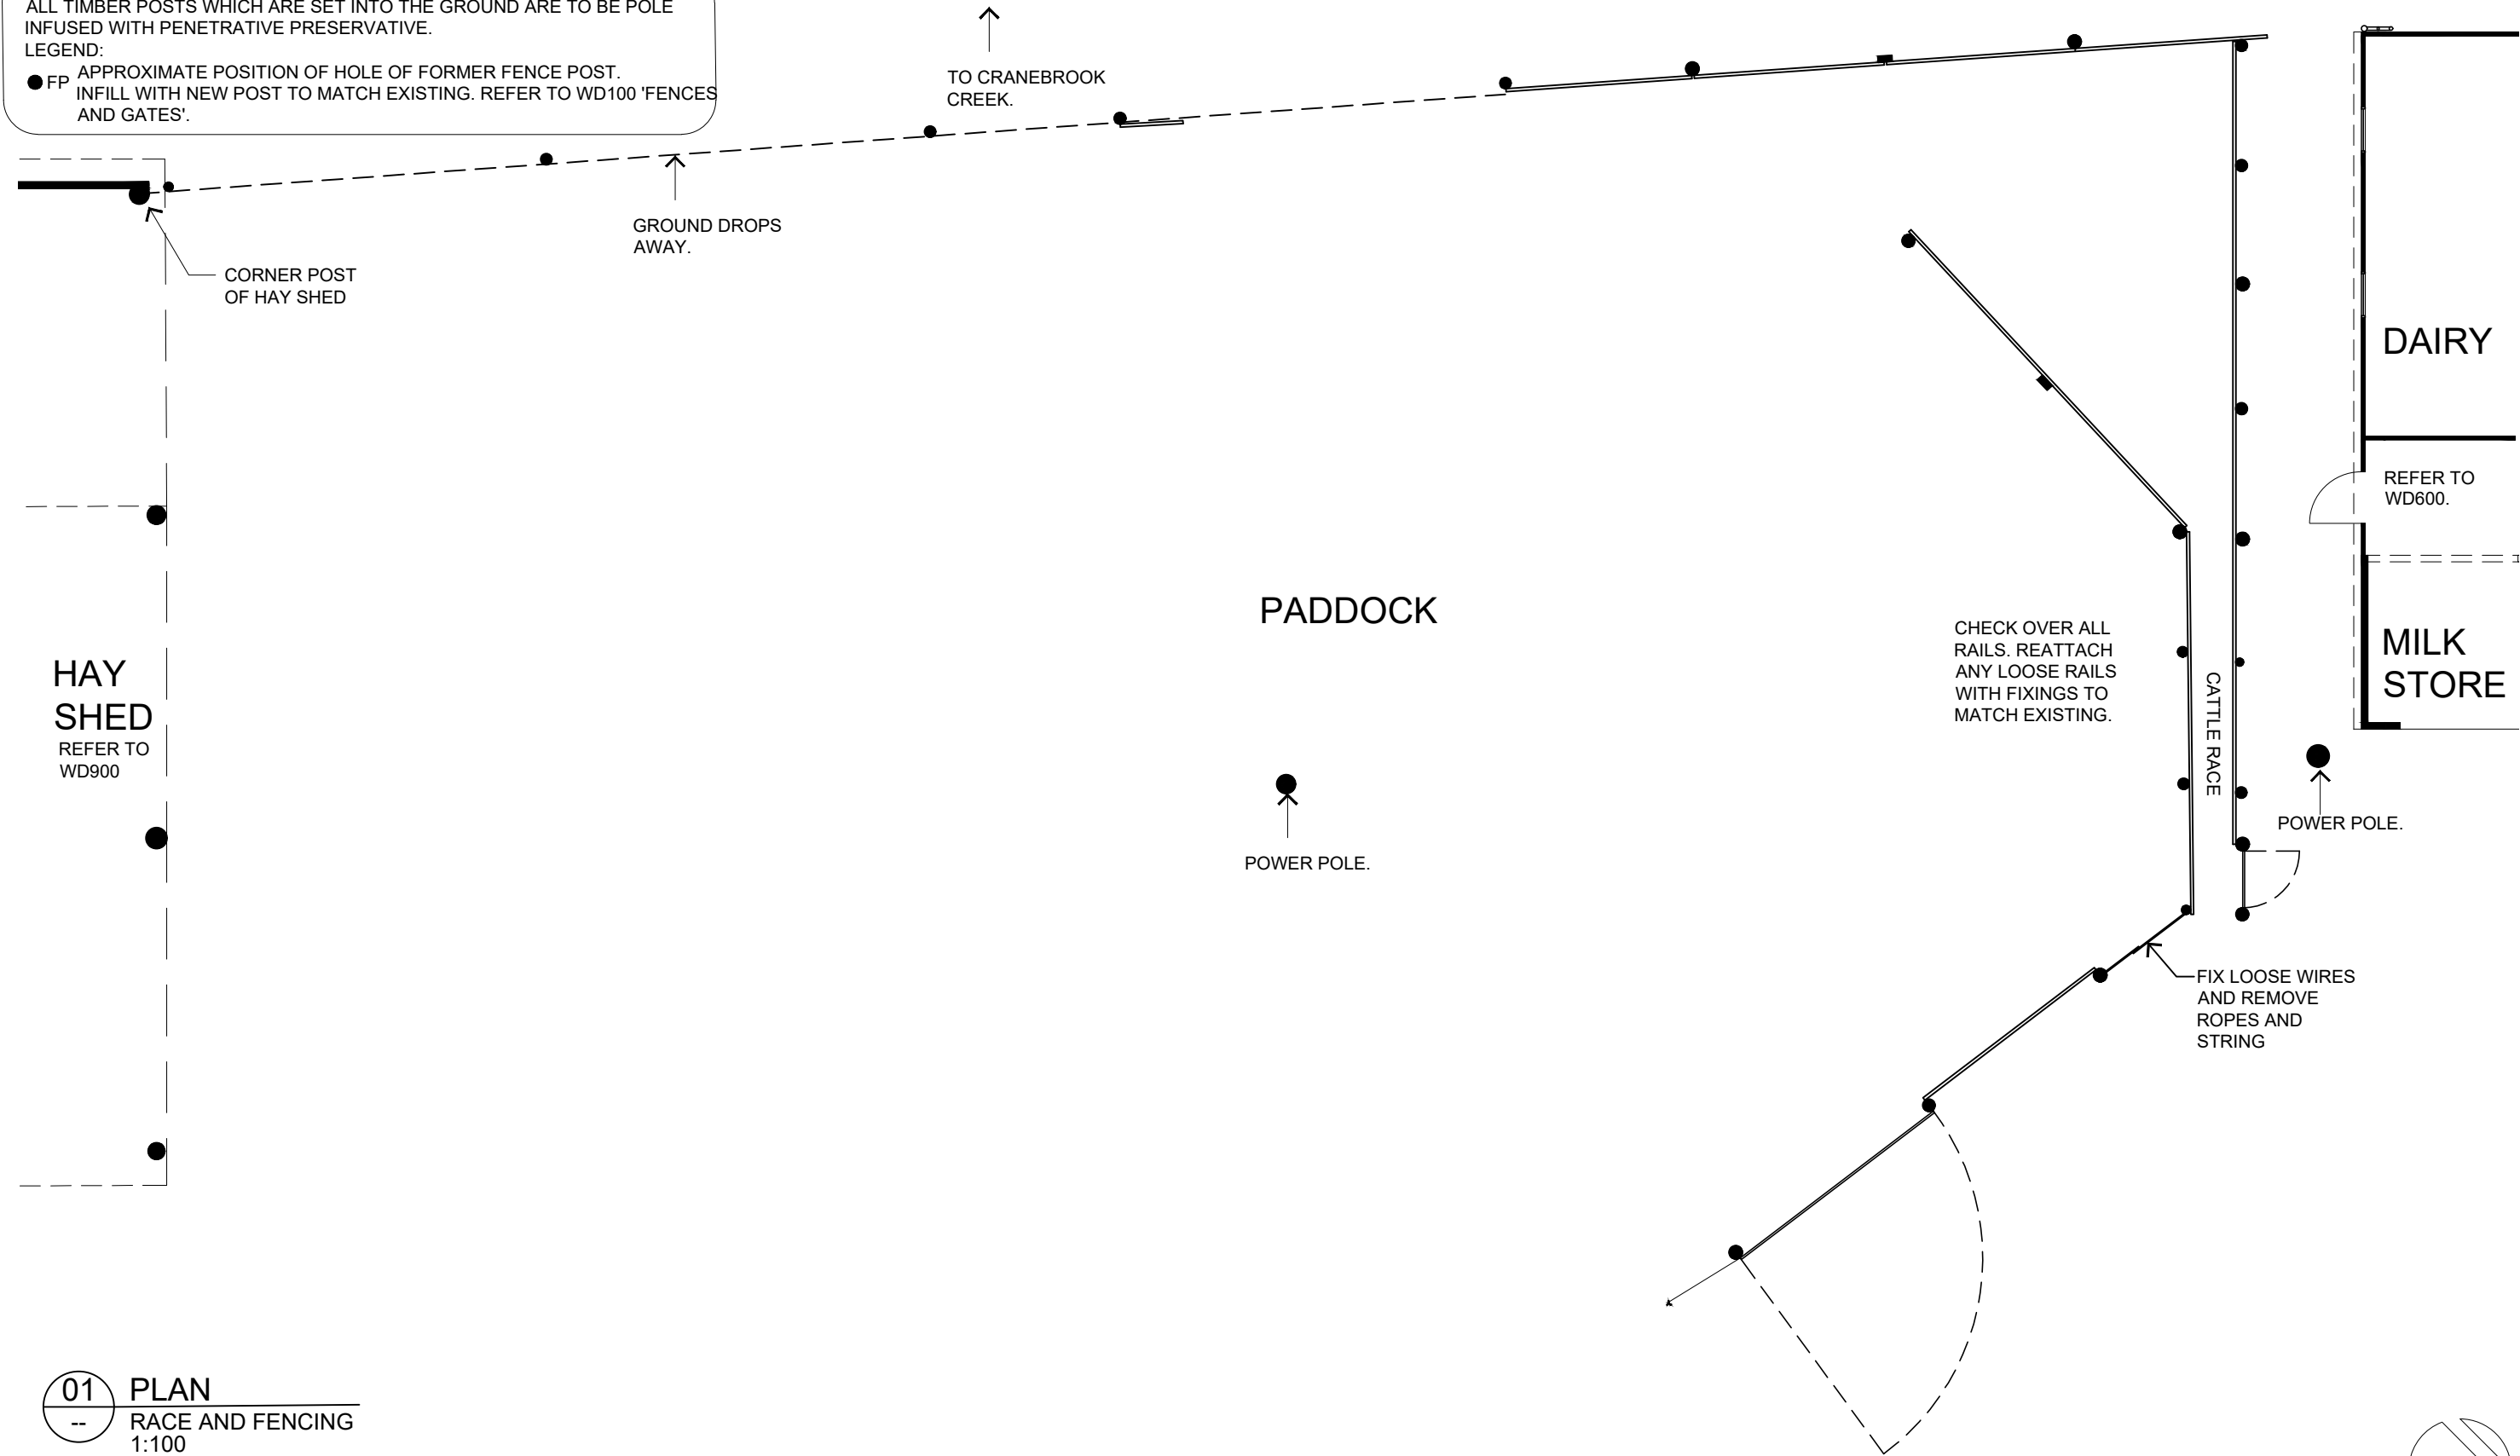 ALL TIMBER POSTS WHICH ARE SET INTO THE GROUND ARE TO BE POLE
INFUSED WITH PENETRATIVE PRESERVATIVE.
LEGEND:
FP APPROXIMATE POSITION OF HOLE OF FORMER FENCE POST.
INFILL WITH NEW POST TO MATCH EXISTING. REFER TO WD100 'FENCES
AND GATES'.
TO CRANEBROOK
CREEK.
GROUND DROPS
AWAY.
CORNER POST
OF HAY SHED
DAIRY
REFER TO
WD600.
PADDOCK
CHECK OVER ALL
RAILS. REATTACH
ANY LOOSE RAILS
WITH FIXINGS TO
MATCH EXISTING.
CATTLE RACE
MILK
STORE
HAY
SHED
REFER TO
WD900
POWER POLE.
POWER POLE.
FIX LOOSE WIRES
AND REMOVE
ROPES AND
STRING
01
--
PLAN
RACE AND FENCING
1:100